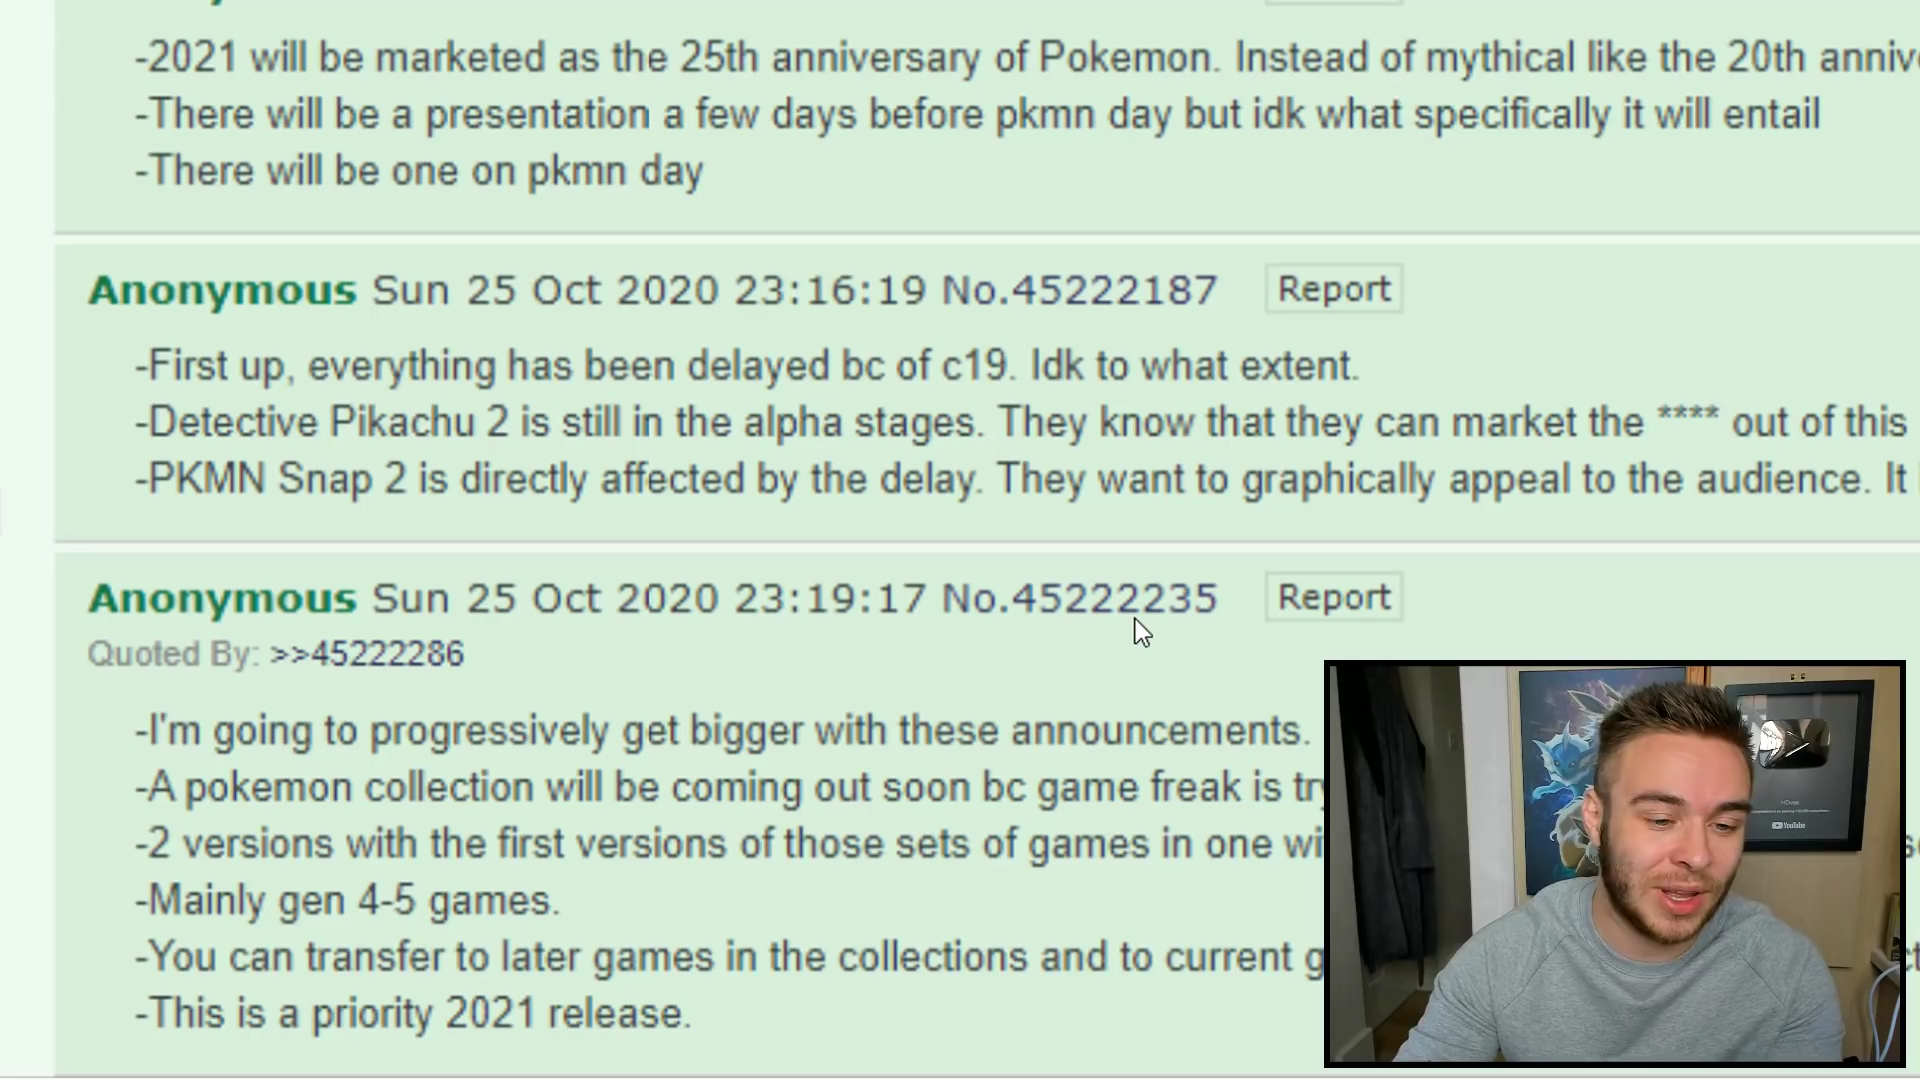 -2021 will be marketed as the 25th anniversary of Pokemon. Instead of mythical like the 20th
-There will be a presentation a few days before pkmn day but idk what specifically it will entail
-There will be one on pkmn day
Anonymous Sun 25 Oct 2020 23:16:19 No.45222187 Report
-First up, everything has been delayed bc of c19. Idk to what extent.
-Detective Pikachu 2 is still in the alpha stages. They know that they can market the **** out of this
-PKMN Snap 2 is directly affected by the delay. They want to graphically appeal to the audience. It
Anonymous Sun 25 Oct 2020 23:19:17 No.45222235 Report
Quoted By: >>45222286
-I'm going to progressively get bigger with these announcements.
-A pokemon collection will be coming out soon bc game freak is
-2 versions with the first versions of those sets of games in one
-Mainly gen 4-5 games.
-You can transfer to later games in the collections and to current
-This is a priority 2021 release.
YouTube